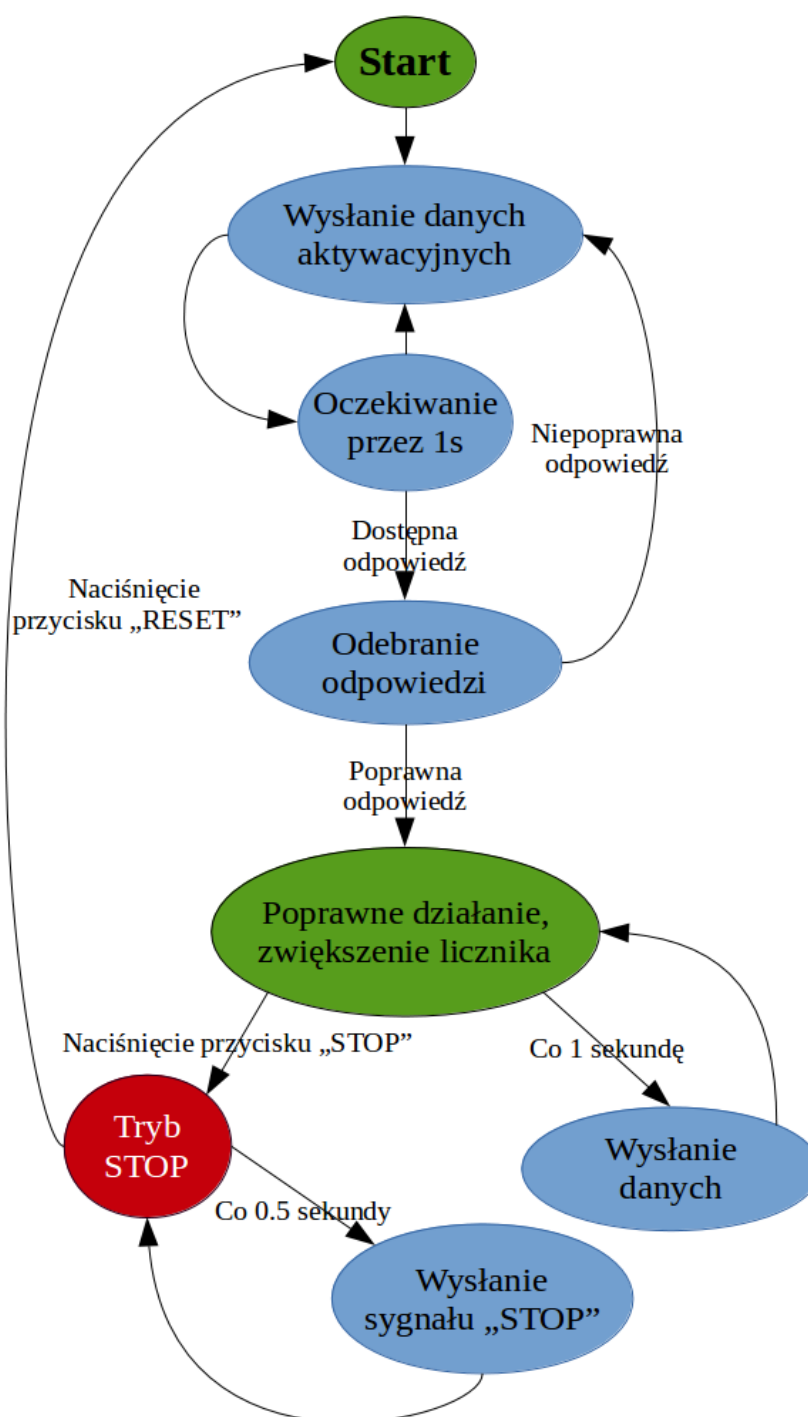 Start
Wysłanie danych
aktywacyjnych
Oczekiwanie
przez 1s
Niepoprawna
odpowiedź
Dostępna
odpowiedź
Naciśnięcie
przycisku „RESET”
Odebranie
odpowiedzi
Poprawna
odpowiedź
Poprawne działanie,
zwiększenie licznika
Naciśnięcie przycisku „STOP”
Co 1 sekundę
Tryb
STOP
Wysłanie
danych
Co 0.5 sekundy
Wysłanie
sygnału „STOP”